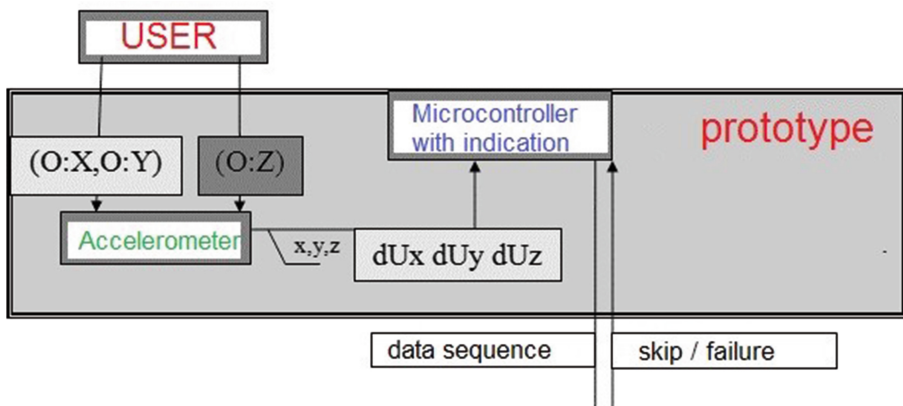 USER
Microcontroller
with indication
prototype
(O:X,O:Y)
(O:Z)
Accelerometer
x,y,z
dUx dUy dUz
data sequence
skip / failure